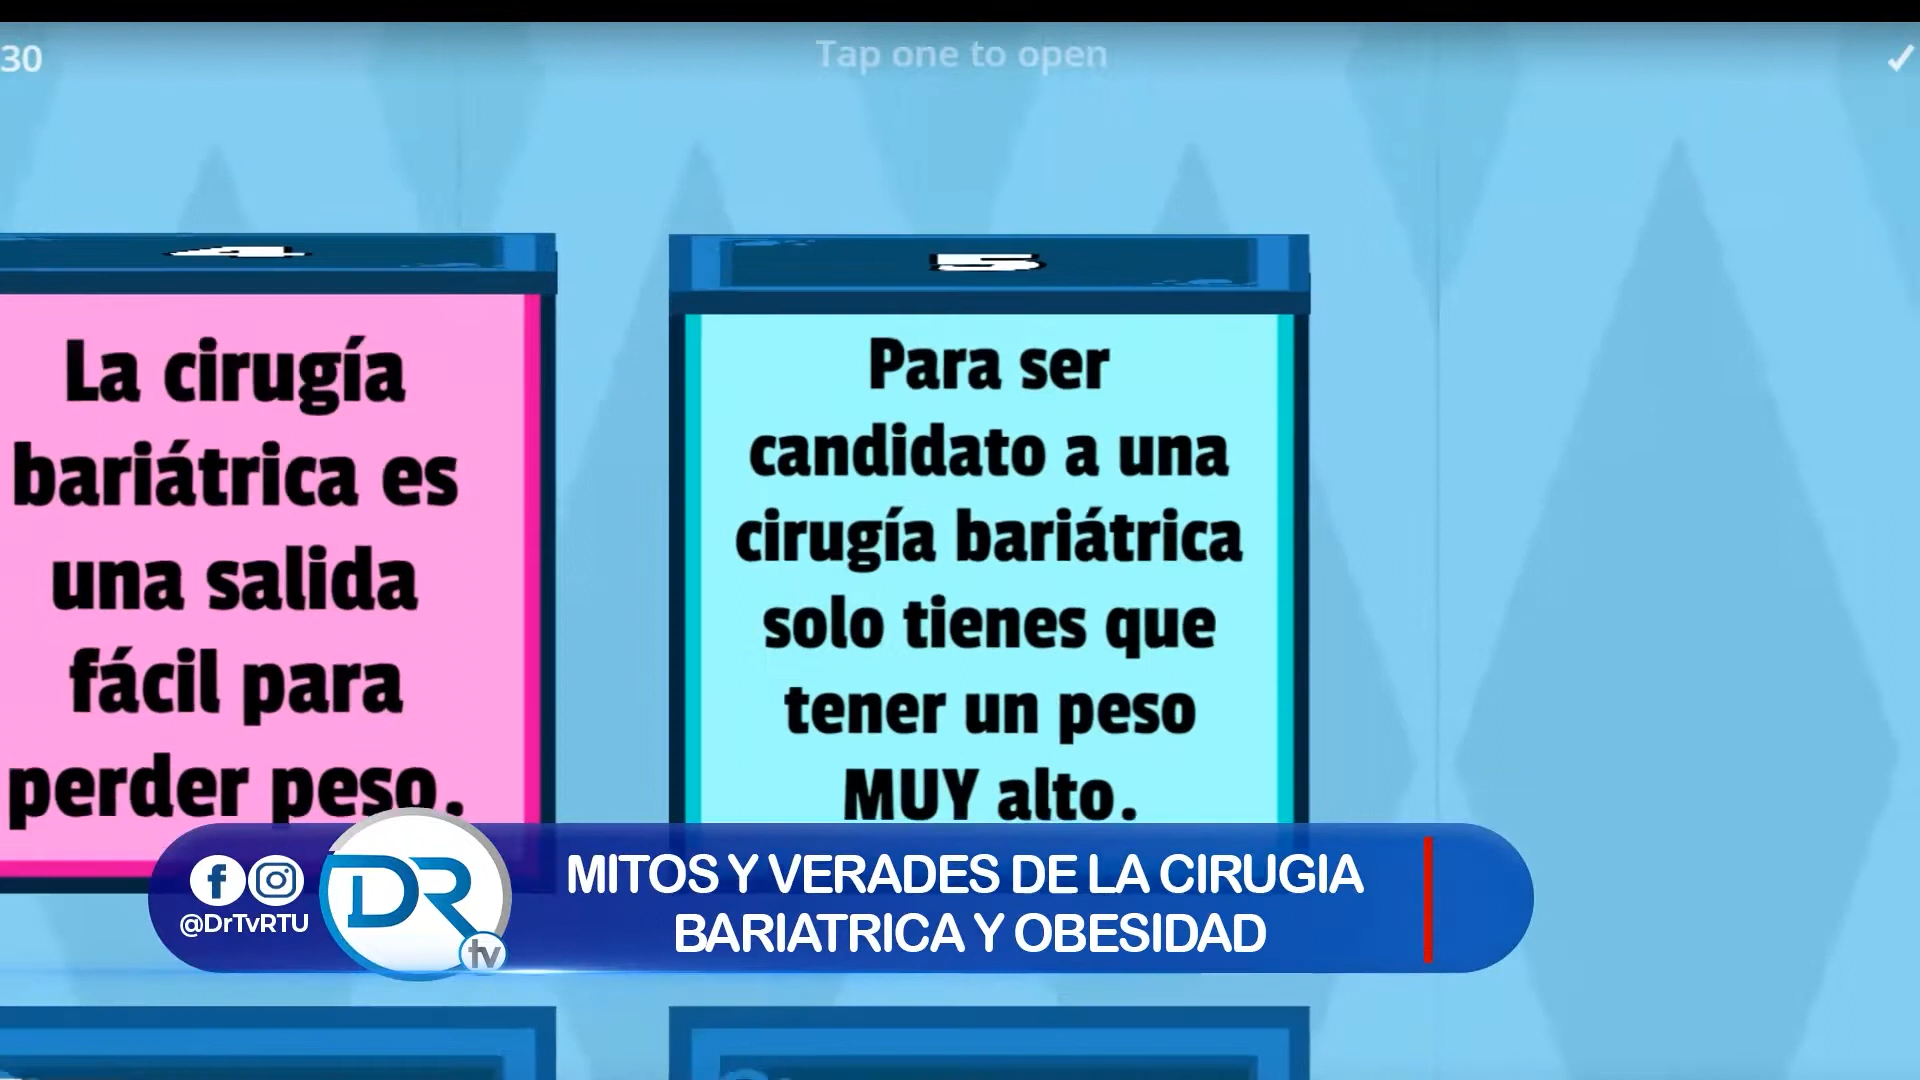 30
Tap one to open
4
La cirugía
bariátrica es
una salida
fácil para
perder peso.
5
Para ser
candidato a una
cirugía bariátrica
solo tienes que
tener un peso
MUY alto.
@DrTvRTU
DR
tv
MITOS Y VERADES DE LA CIRUGIA
BARIATRICA Y OBESIDAD